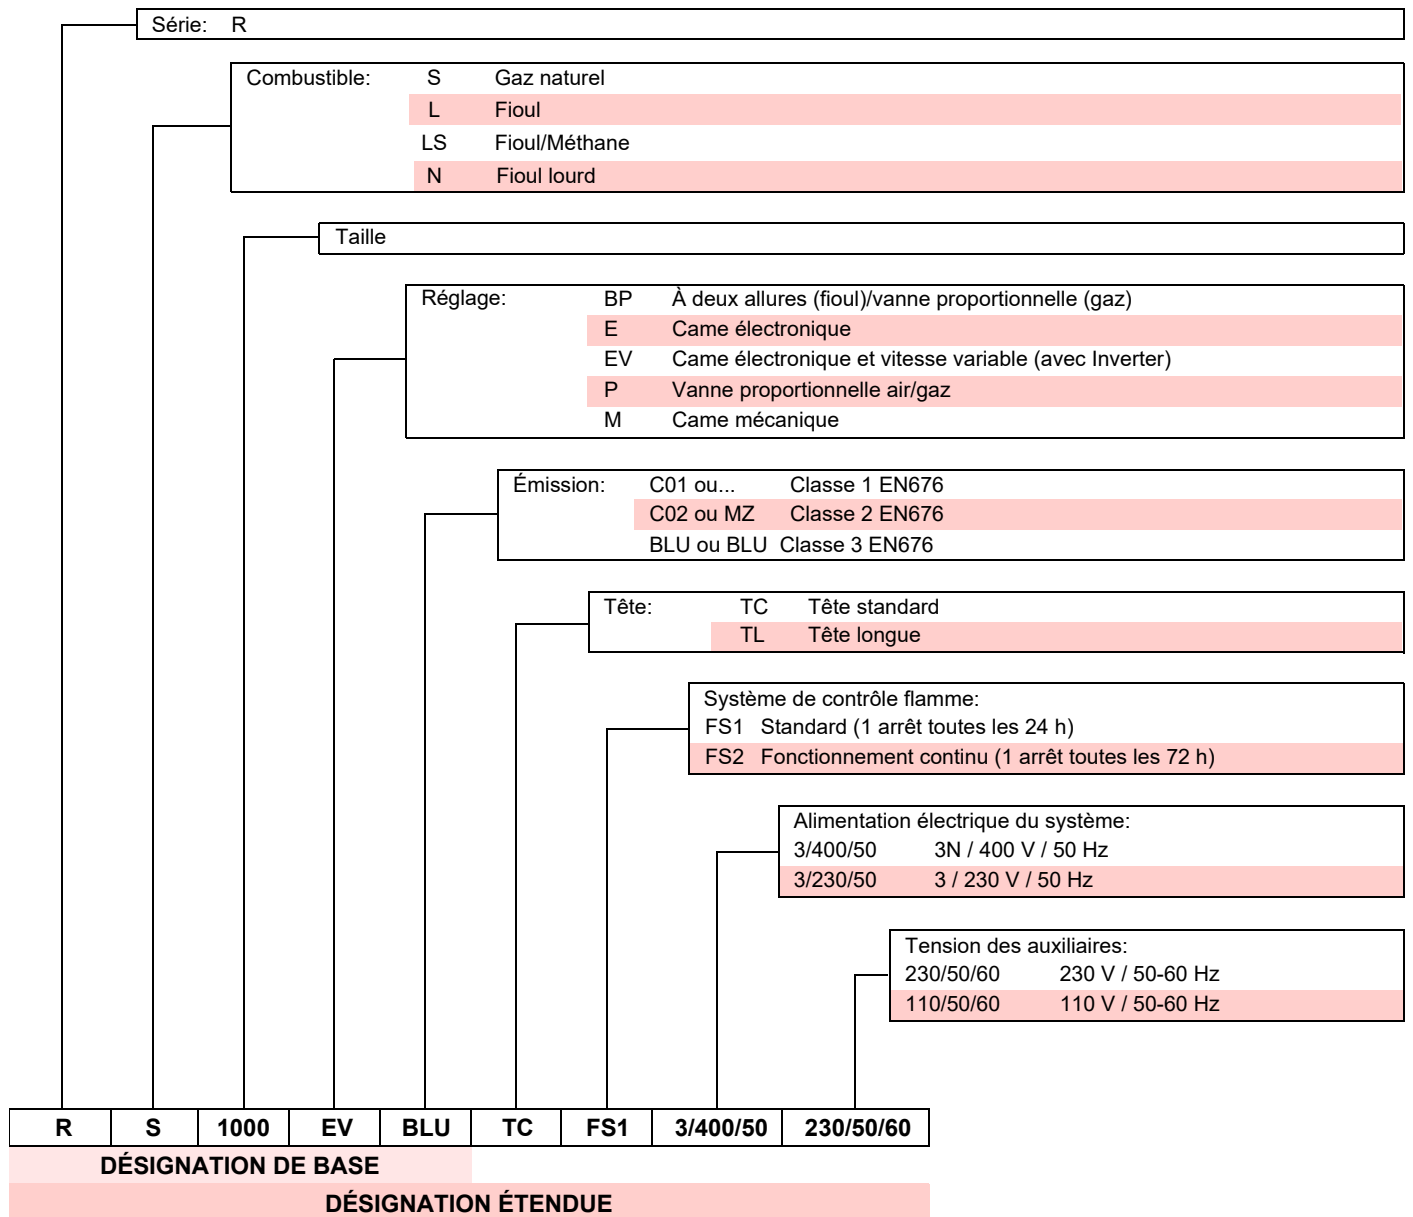 Série: R
Combustible: S Gaz naturel
L Fioul
LS Fioul/Méthane
N Fioul lourd
Taille
Réglage: BP À deux allures (fioul)/vanne proportionnelle (gaz)
E Came électronique
EV Came électronique et vitesse variable (avec Inverter)
P Vanne proportionnelle air/gaz
M Came mécanique
Émission: C01 ou... Classe 1 EN676
C02 ou MZ Classe 2 EN676
BLU ou BLU Classe 3 EN676
Tête: TC Tête standard
TL Tête longue
Système de contrôle flamme:
FS1 Standard (1 arrêt toutes les 24 h)
FS2 Fonctionnement continu (1 arrêt toutes les 72 h)
Alimentation électrique du système:
3/400/50 3N / 400 V / 50 Hz
3/230/50 3 / 230 V / 50 Hz
Tension des auxiliaires:
230/50/60 230 V / 50-60 Hz
110/50/60 110 V / 50-60 Hz
R S 1000 EV BLU TC FS1 3/400/50 230/50/60
DÉSIGNATION DE BASE
DÉSIGNATION ÉTENDUE